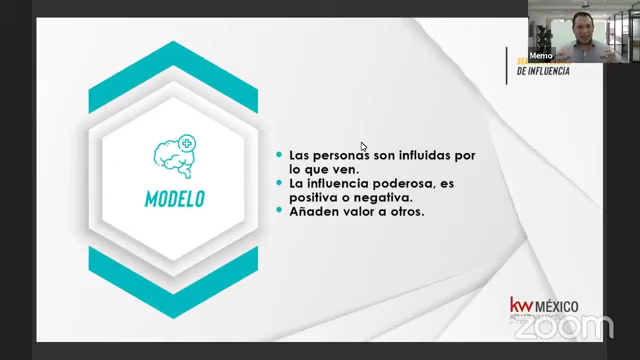 Memo
DE INFLUENCIA
MODELO
Las personas son influidas por
lo que ven.
La influencia poderosa, es
positiva o negativa.
Añaden valor a otros.
kw MÉXICO
zoom